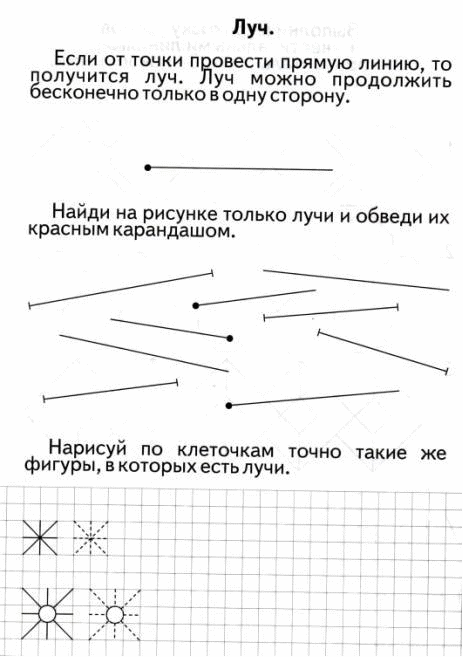 Луч.
Если от точки провести прямую линию, то
получится луч. Луч можно продолжить
бесконечно только в одну сторону.
Найди на рисунке только лучи и обведи их
красным карандашом.
Нарисуй по клеточкам точно такие же
фигуры, в которых есть лучи.